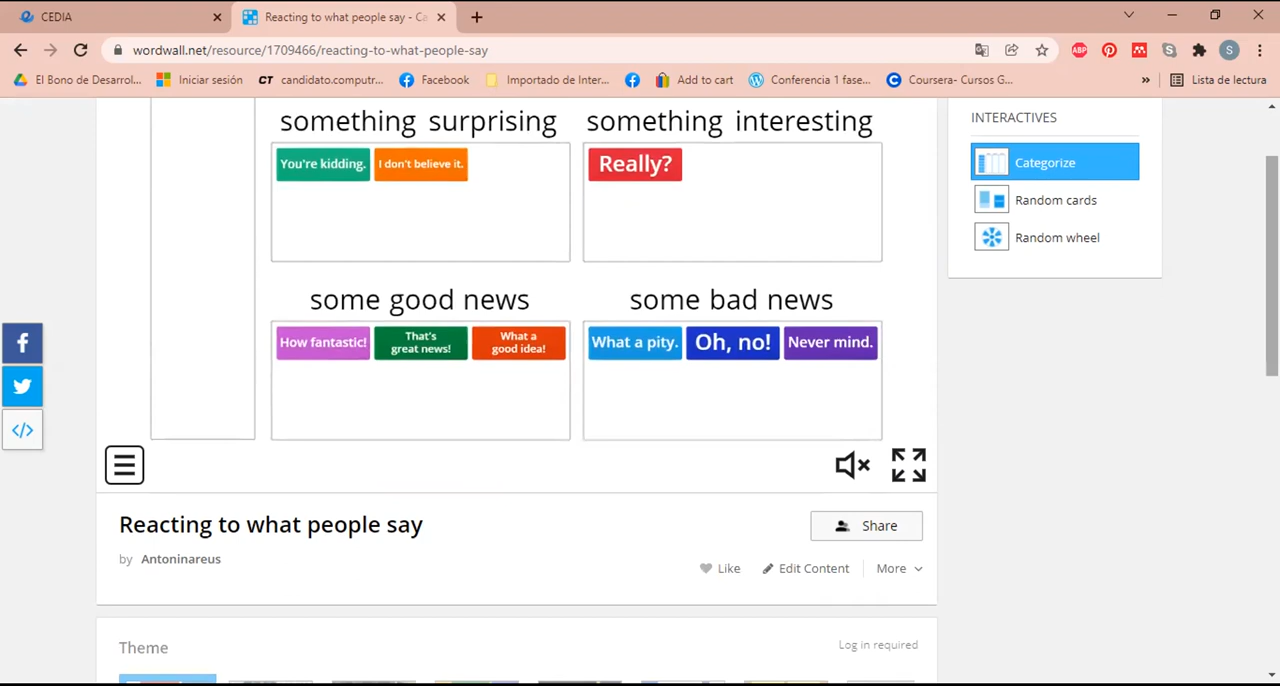 CEDIA
Reacting to what people say - Ca
wordwall.net/resource/1709466/reacting-to-what-people-say
ABP
S
El Bono de Desarrol...
Iniciar sesión
CT candidato.computr...
Facebook
Importado de Inter...
Add to cart
Conferencia 1 fase...
Coursera- Cursos G...
»
Lista de lectura
something surprising
You're kidding.
I don't believe it.
something interesting
Really?
some good news
How fantastic!
That's
great news!
What a
good idea!
some bad news
What a pity.
Oh, no!
Never mind.
INTERACTIVES
Categorize
Random cards
Random wheel
Reacting to what people say
by Antoninareus
Share
Like
Edit Content
More
Theme
Log in required